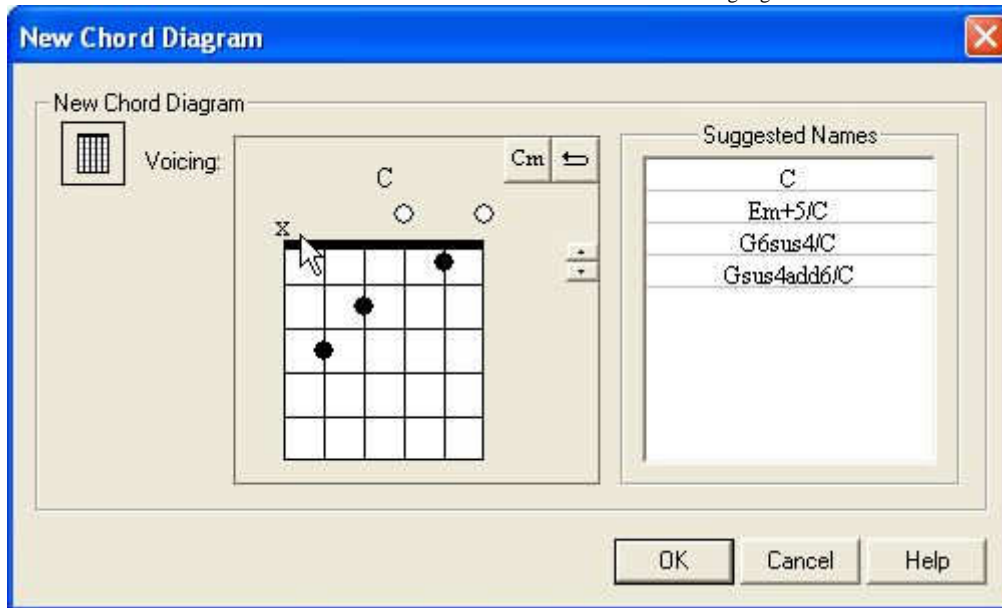 New Chord Diagram
New Chord Diagram
Voicing:
Cm
C
x
Suggested Names
C
Em+5/C
G6sus4/C
Gsus4add6/C
OK
Cancel
Help